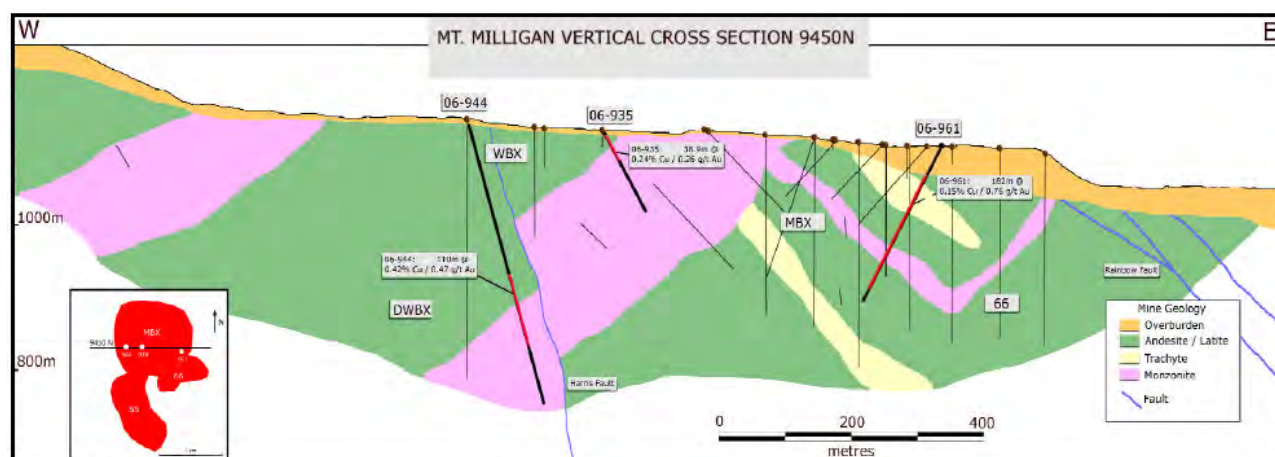 W
E
MT. MILLIGAN VERTICAL CROSS SECTION 9450N
06-944
06-935
06-961
WBX
06-935: 38.9m @
0.24% Cu / 0.26 g/t Au
06-961: 182m @
0.15% Cu / 0.76 g/t Au
1000m
MBX
06-944: 110m @
0.42% Cu / 0.47 g/t Au
Rainbow Fault
DWBX
66
MBX
N
9450 N
944
66
SS
800m
Harris Fault
Mine Geology
Overburden
Andesite / Latite
Trachyte
Monzonite
Fault
0 200 400
metres